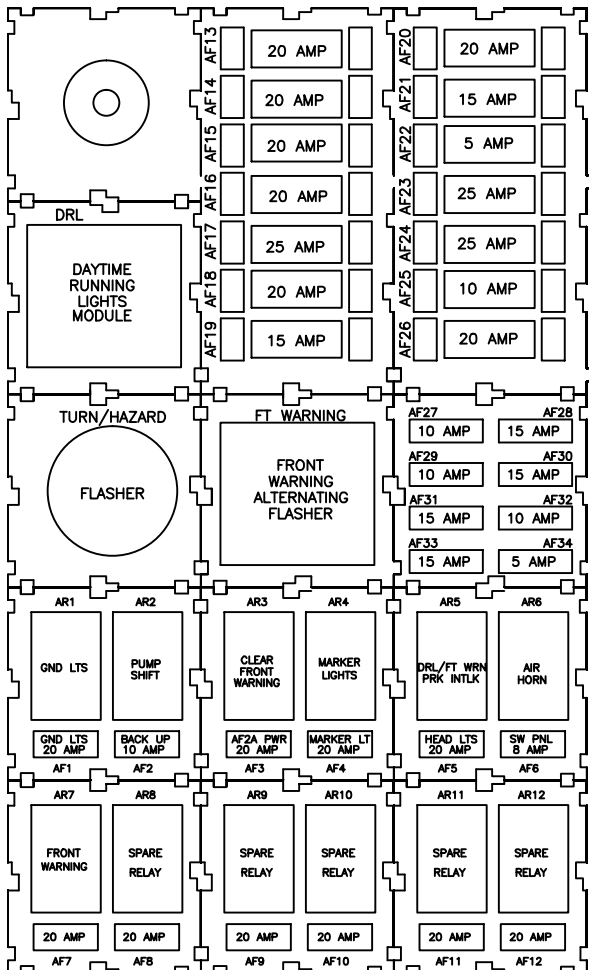 AF13
20 AMP
AF14
20 AMP
AF15
20 AMP
AF16
20 AMP
AF17
25 AMP
AF18
20 AMP
AF19
15 AMP
AF20
20 AMP
AF21
15 AMP
AF22
5 AMP
AF23
25 AMP
AF24
25 AMP
AF25
10 AMP
AF26
20 AMP
DRL
DAYTIME
RUNNING
LIGHTS
MODULE
TURN/HAZARD
FLASHER
FT WARNING
FRONT
WARNING
ALTERNATING
FLASHER
AF27
10 AMP
AF28
15 AMP
AF29
10 AMP
AF30
15 AMP
AF31
15 AMP
AF32
10 AMP
AF33
15 AMP
AF34
5 AMP
AR1
GND LTS
GND LTS
20 AMP
AF1
AR2
PUMP
SHIFT
BACK UP
10 AMP
AF2
AR3
CLEAR
FRONT
WARNING
AF2A PWR
20 AMP
AF3
AR4
MARKER
LIGHTS
MARKER LT
20 AMP
AF4
AR5
DRL/FT WRN
PRK INTLK
HEAD LTS
20 AMP
AF5
AR6
AIR
HORN
SW PNL
8 AMP
AF6
AR7
FRONT
WARNING
20 AMP
AF7
AR8
SPARE
RELAY
20 AMP
AF8
AR9
SPARE
RELAY
20 AMP
AF9
AR10
SPARE
RELAY
20 AMP
AF10
AR11
SPARE
RELAY
20 AMP
AF11
AR12
SPARE
RELAY
20 AMP
AF12